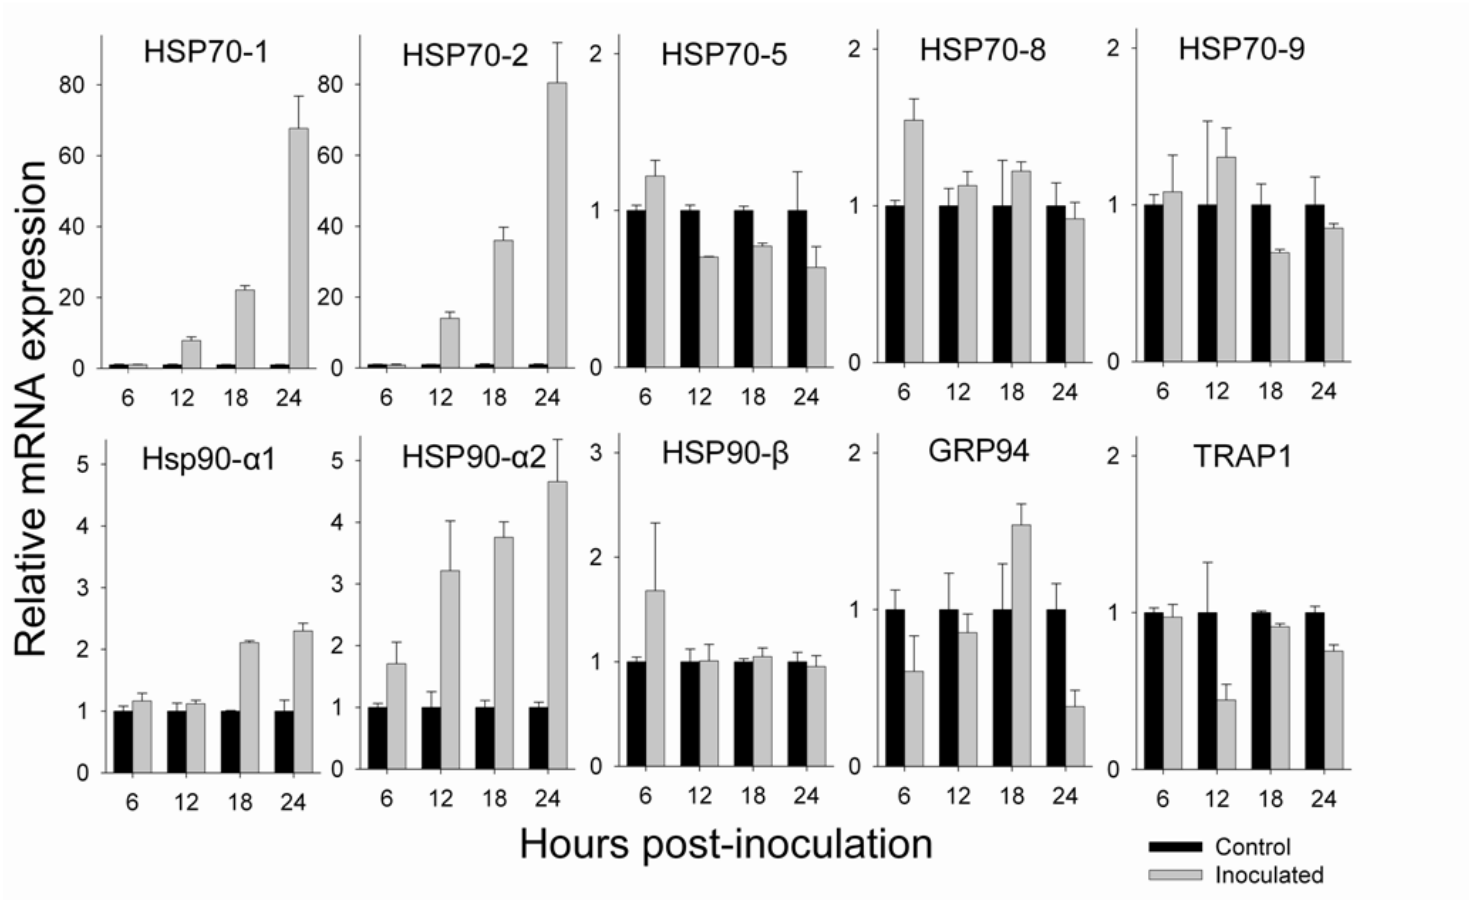 Relative mRNA expression
HSP70-1
80
60
40
20
0
6 12 18 24
HSP70-2
80
60
40
20
0
6 12 18 24
HSP70-5
2
1
0
6 12 18 24
HSP70-8
2
1
0
6 12 18 24
HSP70-9
2
1
0
6 12 18 24
Hsp90-α1
5
4
3
2
1
0
6 12 18 24
HSP90-α2
5
4
3
2
1
0
6 12 18 24
HSP90-β
3
2
1
0
6 12 18 24
GRP94
2
1
0
6 12 18 24
TRAP1
2
1
0
6 12 18 24
Hours post-inoculation
Control
Inoculated